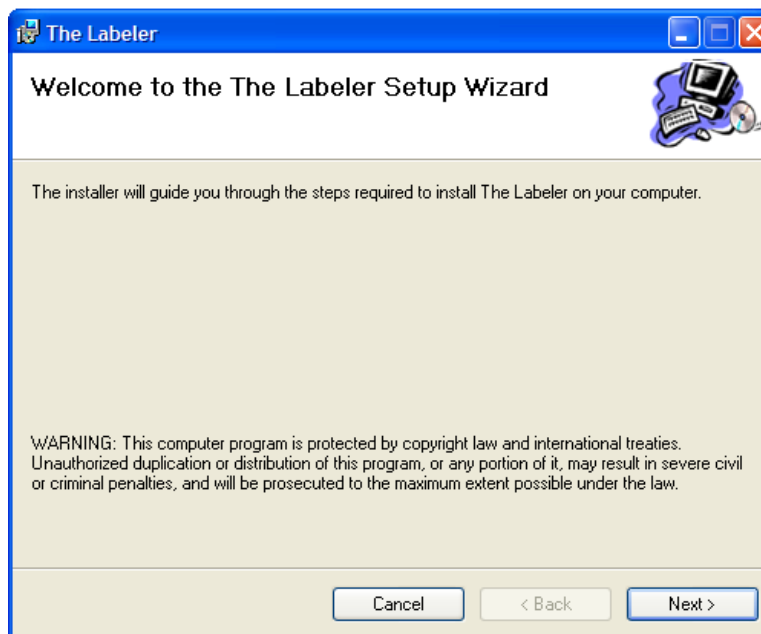 The Labeler
Welcome to the The Labeler Setup Wizard
The installer will guide you through the steps required to install The Labeler on your computer.
WARNING: This computer program is protected by copyright law and international treaties.
Unauthorized duplication or distribution of this program, or any portion of it, may result in severe civil
or criminal penalties, and will be prosecuted to the maximum extent possible under the law.
Cancel
< Back
Next >